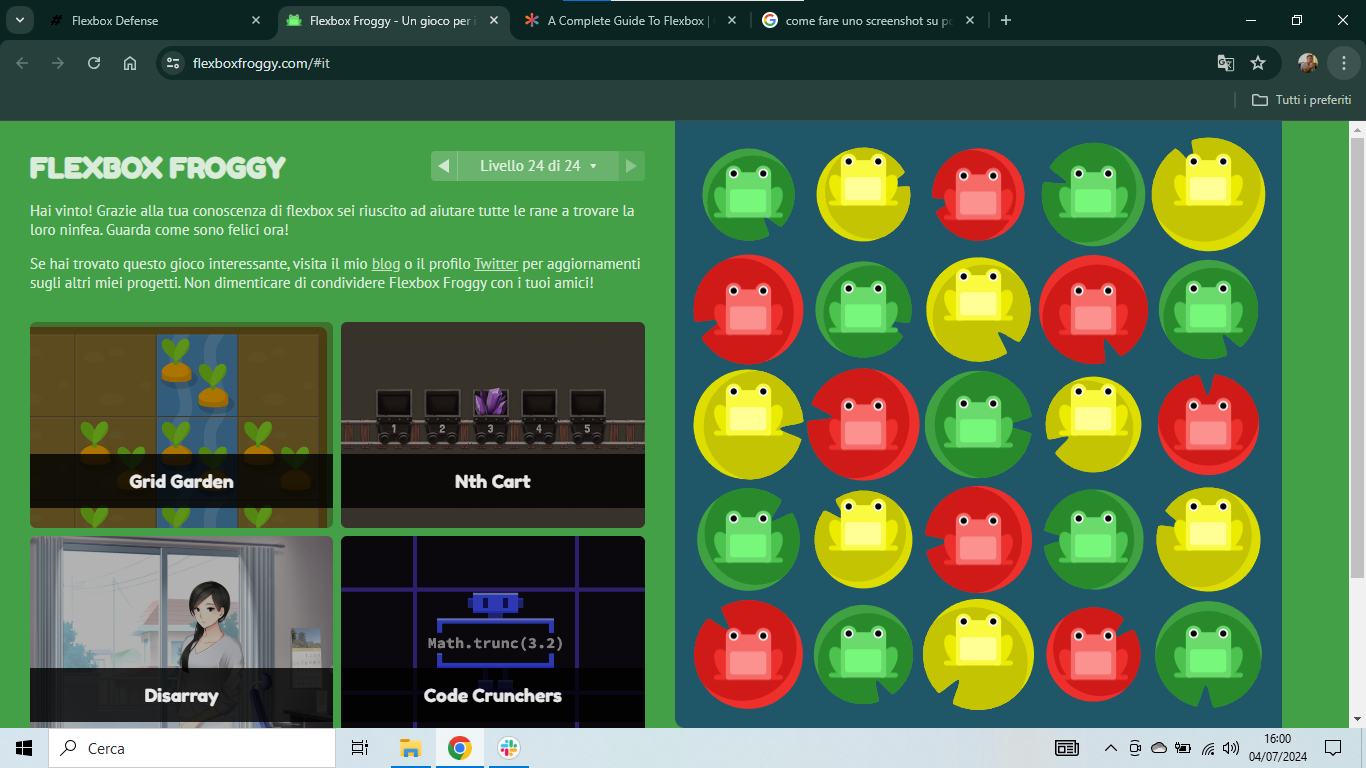 Flexbox Defense
Flexbox Froggy - Un gioco per i
A Complete Guide To Flexbox |
come fare uno screenshot su pc
flexboxfroggy.com/#it
Tutti i preferiti
FLEXBOX FROGGY
Livello 24 di 24
Hai vinto! Grazie alla tua conoscenza di flexbox sei riuscito ad aiutare tutte le rane a trovare la
loro ninfea. Guarda come sono felici ora!
Se hai trovato questo gioco interessante, visita il mio blog o il profilo Twitter per aggiornamenti
sugli altri miei progetti. Non dimenticare di condividere Flexbox Froggy con i tuoi amici!
1 2 3 4 5
Grid Garden
Nth Cart
Math.trunc(3.2)
Disarray
Code Crunchers
Cerca
16:00
04/07/2024